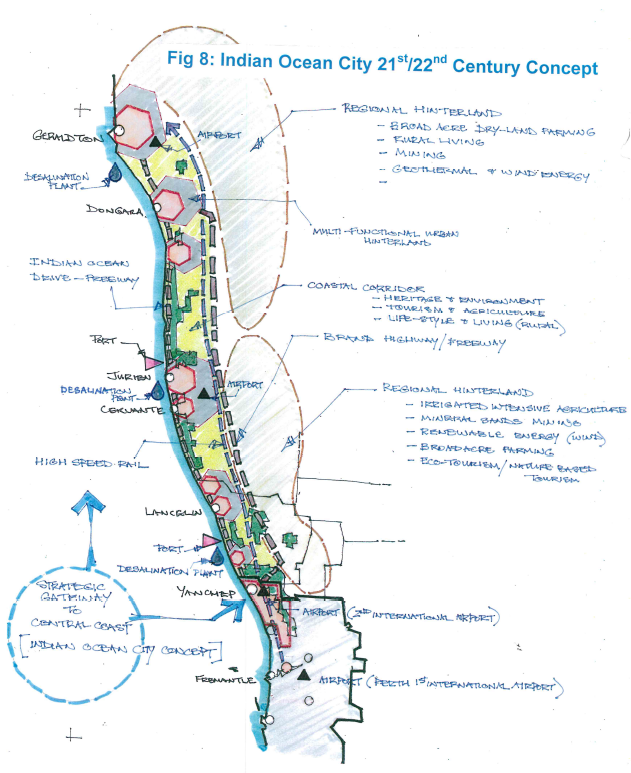 Fig 8: Indian Ocean City 21st/22nd Century Concept
REGIONAL HINTERLAND
- BROAD ACRE DRY-LAND FARMING
- RURAL LIVING
- MINING
- GEOTHERMAL & WIND ENERGY
-
GERALDTON
AIRPORT
DESALINATION
PLANT
DONGARA
MULTI-FUNCTIONAL URBAN
HINTERLAND
INDIAN OCEAN
DRIVE - FREEWAY
COASTAL CORRIDOR
- HERITAGE & ENVIRONMENT
- TOURISM & AGRICULTURE
- LIFE-STYLE & LIVING (RURAL)
BRAND HIGHWAY/FREEWAY
PORT
JURIEN
DESALINATION
PLANT
CERVANTE
AIRPORT
REGIONAL HINTERLAND
- IRRIGATED INTENSIVE AGRICULTURE
- MINERAL SANDS MINING
- RENEWABLE ENERGY (WIND)
- BROADACRE FARMING
- ECO-TOURISM/NATURE BASED
TOURISM
HIGH SPEED RAIL
LANCELIN
PORT
DESALINATION PLANT
YANCHEP
STRATEGIC
GATEWAY
TO
CENTRAL COAST
[INDIAN OCEAN CITY CONCEPT]
AIRPORT (2nd INTERNATIONAL AIRPORT)
FREMANTLE
AIRPORT (PERTH 1st INTERNATIONAL AIRPORT)